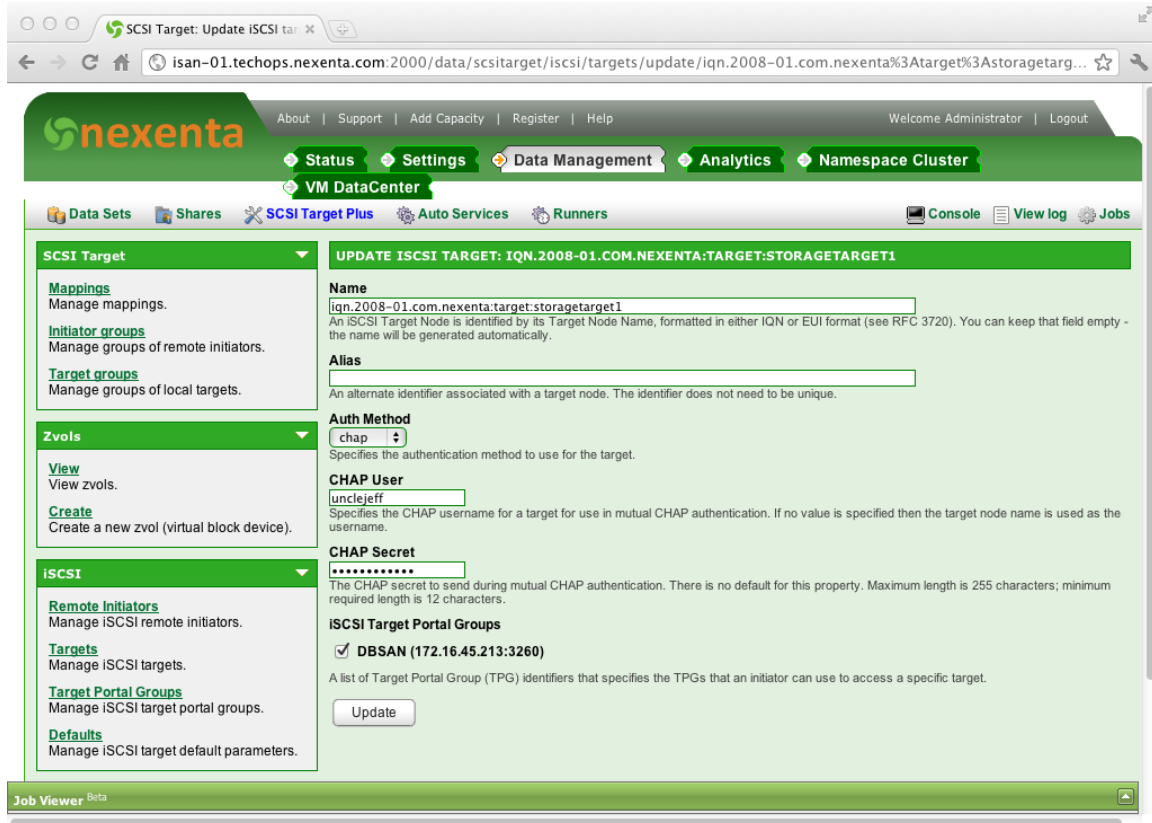 SCSI Target: Update iSCSI tar
isan-01.techops.nexenta.com:2000/data/scsitarget/iscsi/targets/update/iqn.2008-01.com.nexenta%3Atarget%3Astoragetarg...
nexenta
About | Support | Add Capacity | Register | Help
Welcome Administrator | Logout
Status
Settings
Data Management
Analytics
Namespace Cluster
VM DataCenter
Data Sets
Shares
SCSI Target Plus
Auto Services
Runners
Console
View log
Jobs
SCSI Target
Mappings
Manage mappings.
Initiator groups
Manage groups of remote initiators.
Target groups
Manage groups of local targets.
Zvols
View
View zvols.
Create
Create a new zvol (virtual block device).
iSCSI
Remote Initiators
Manage iSCSI remote initiators.
Targets
Manage iSCSI targets.
Target Portal Groups
Manage iSCSI target portal groups.
Defaults
Manage iSCSI target default parameters.
UPDATE ISCSI TARGET: IQN.2008-01.COM.NEXENTA:TARGET:STORAGETARGET1
Name
iqn.2008-01.com.nexenta:target:storagetarget1
An iSCSI Target Node is identified by its Target Node Name, formatted in either IQN or EUI format (see RFC 3720). You can keep that field empty -
the name will be generated automatically.
Alias
An alternate identifier associated with a target node. The identifier does not need to be unique.
Auth Method
chap
Specifies the authentication method to use for the target.
CHAP User
unclejeff
Specifies the CHAP username for a target for use in mutual CHAP authentication. If no value is specified then the target node name is used as the
username.
CHAP Secret
••••••••••••
The CHAP secret to send during mutual CHAP authentication. There is no default for this property. Maximum length is 255 characters; minimum
required length is 12 characters.
iSCSI Target Portal Groups
DBSAN (172.16.45.213:3260)
A list of Target Portal Group (TPG) identifiers that specifies the TPGs that an initiator can use to access a specific target.
Update
Job Viewer Beta